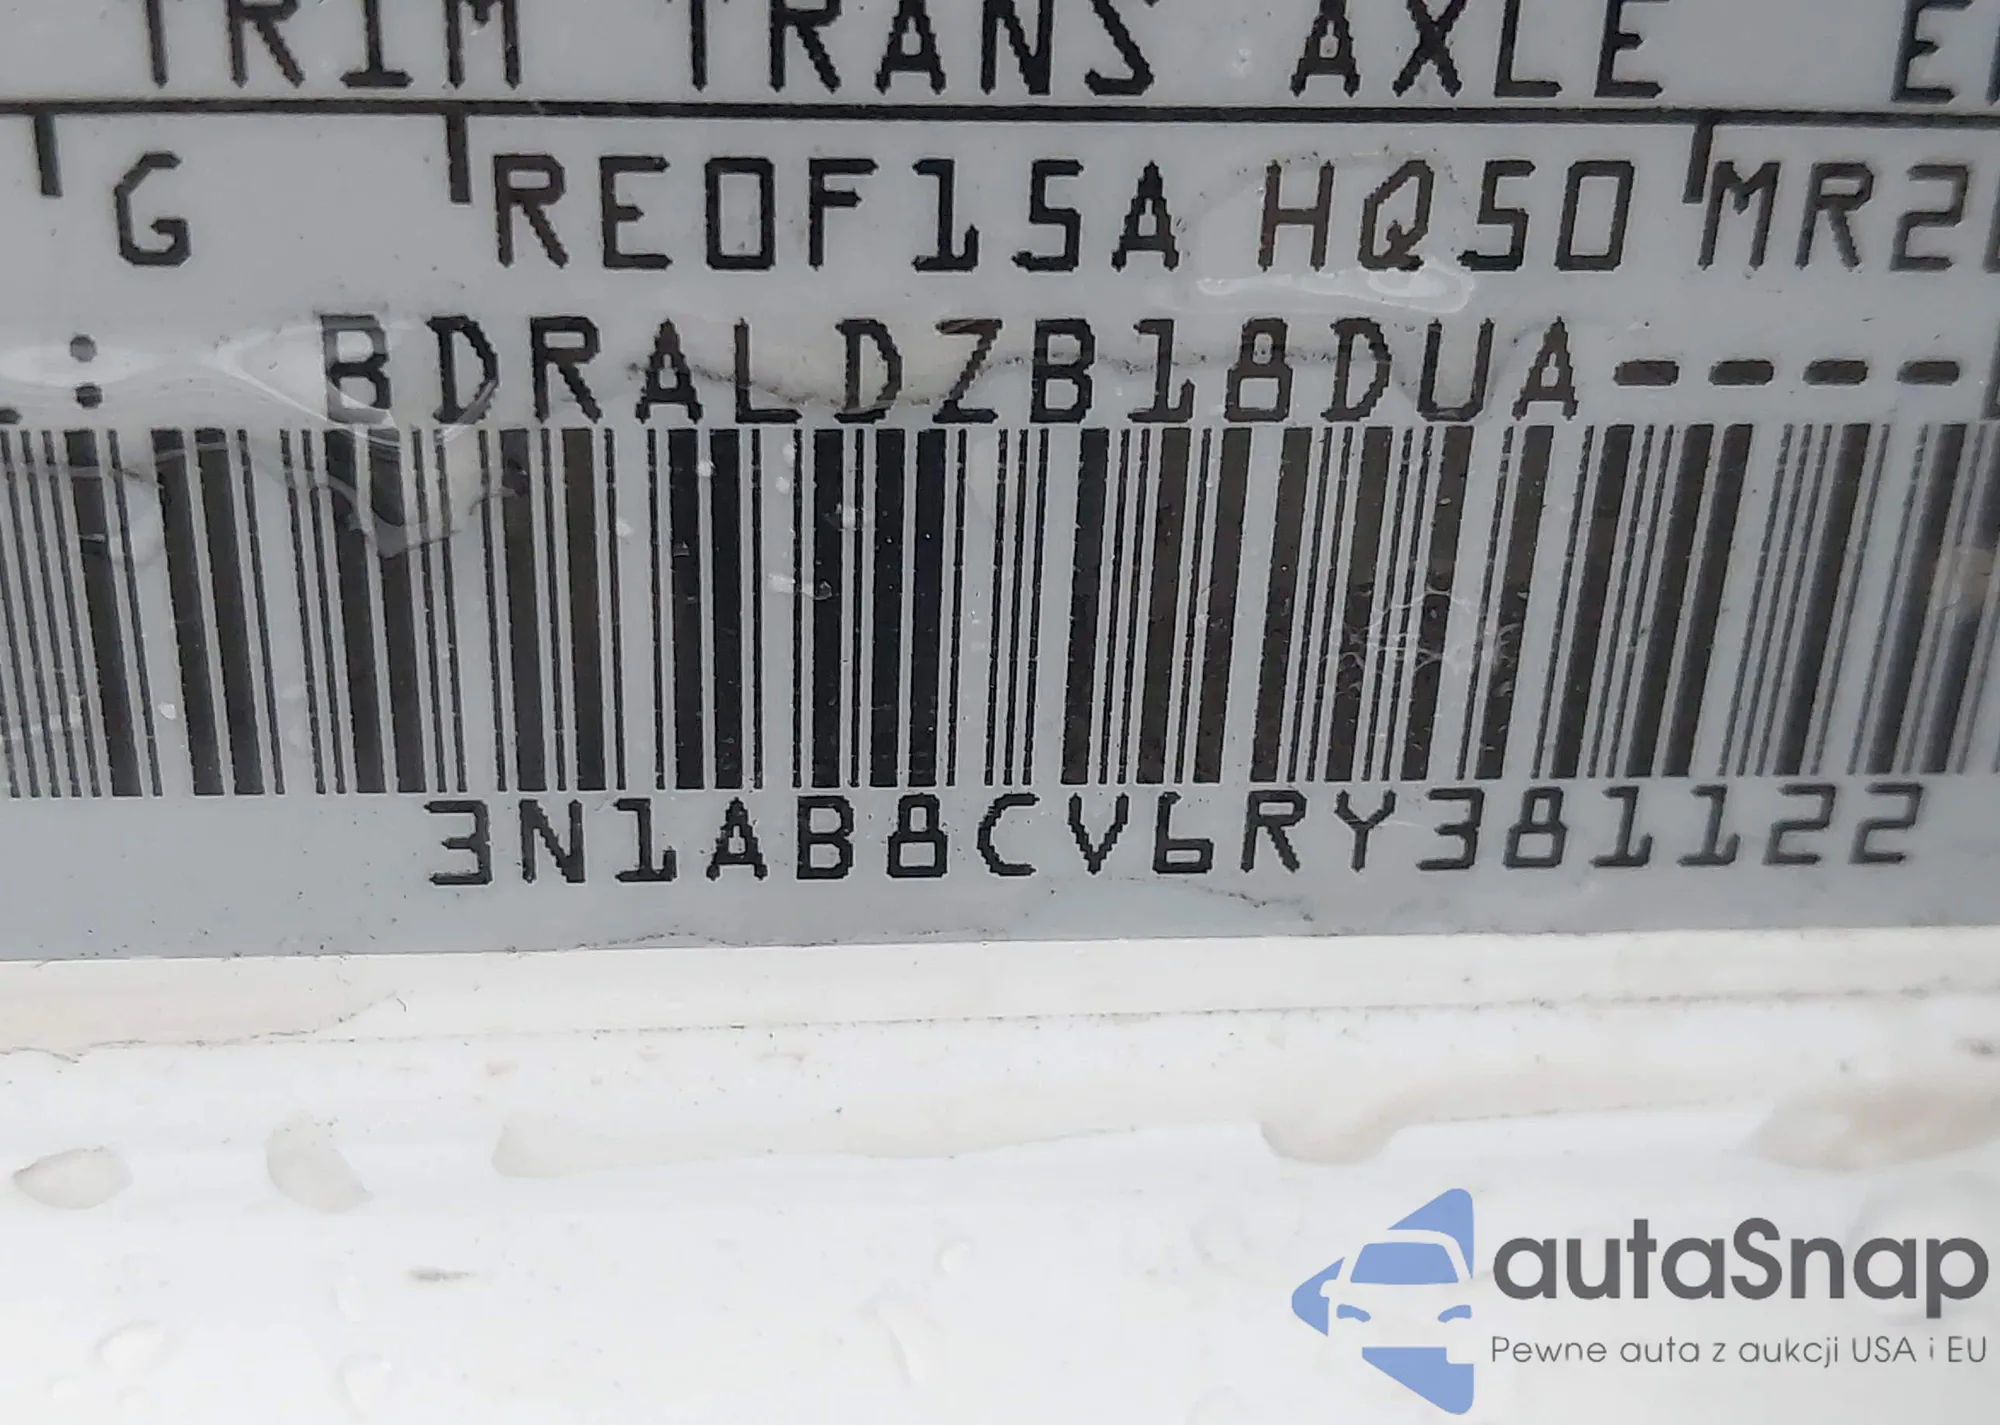 TRIM TRANS AXLE
G RE0F15A HQ50 MR2
: BDRALDZB18DUA----
3N1AB8CV6RY381122
autaSnap
Pewne auta z aukcji USA i EU